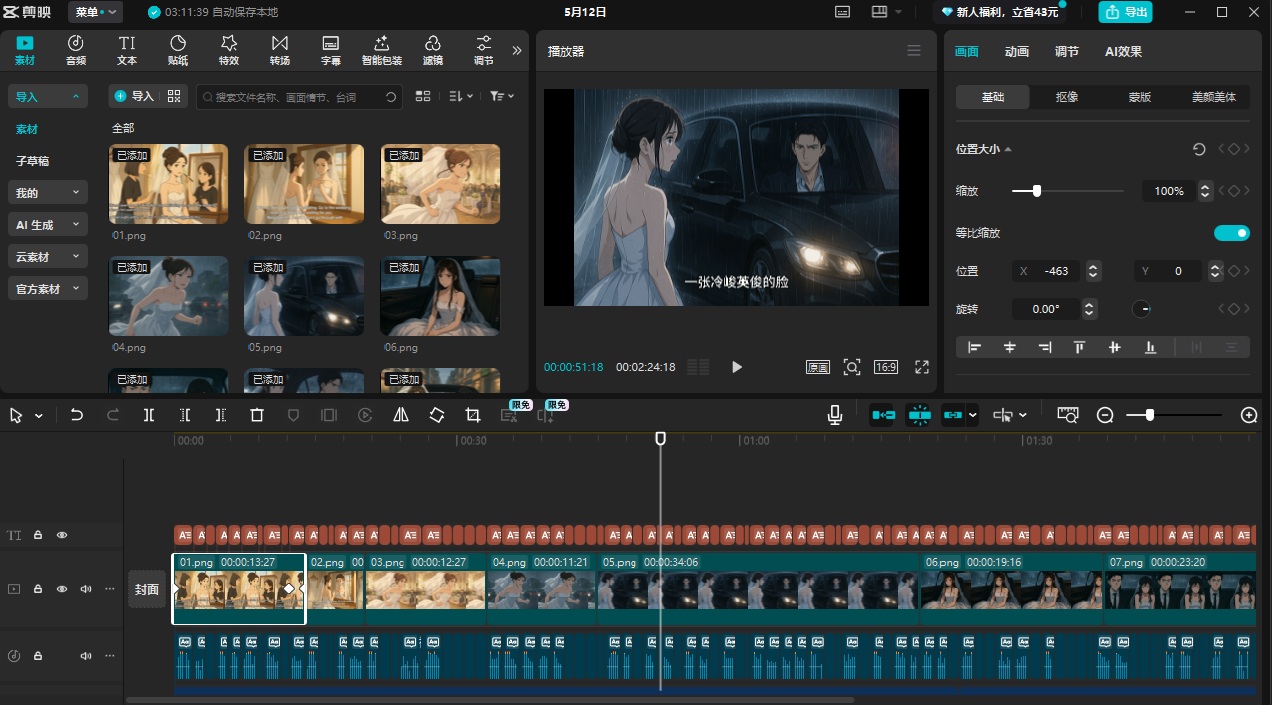 剪映
菜单
03:11:39 自动保存本地
5月12日
新人福利，立省43元
导出
素材
音频
文本
贴纸
特效
转场
字幕
智能包装
滤镜
调节
导入
素材
子草稿
我的
AI 生成
云素材
官方素材
导入
搜索文件名称、画面情节、台词
全部
已添加
01.png
已添加
02.png
已添加
03.png
已添加
04.png
已添加
05.png
已添加
06.png
已添加
已添加
已添加
播放器
一张冷峻英俊的脸
00:00:51:18
00:02:24:18
原画
16:9
画面
动画
调节
AI效果
基础
抠像
蒙版
美颜美体
位置大小
缩放
100%
等比缩放
位置
X -463
Y 0
旋转
0.00°
限免
限免
00:00
00:30
01:00
01:30
TI
封面
01.png 00:00:13:27
02.png 00
03.png 00:00:12:27
04.png 00:00:11:21
05.png 00:00:34:06
06png 00:00:19:16
07.png 00:00:23:20